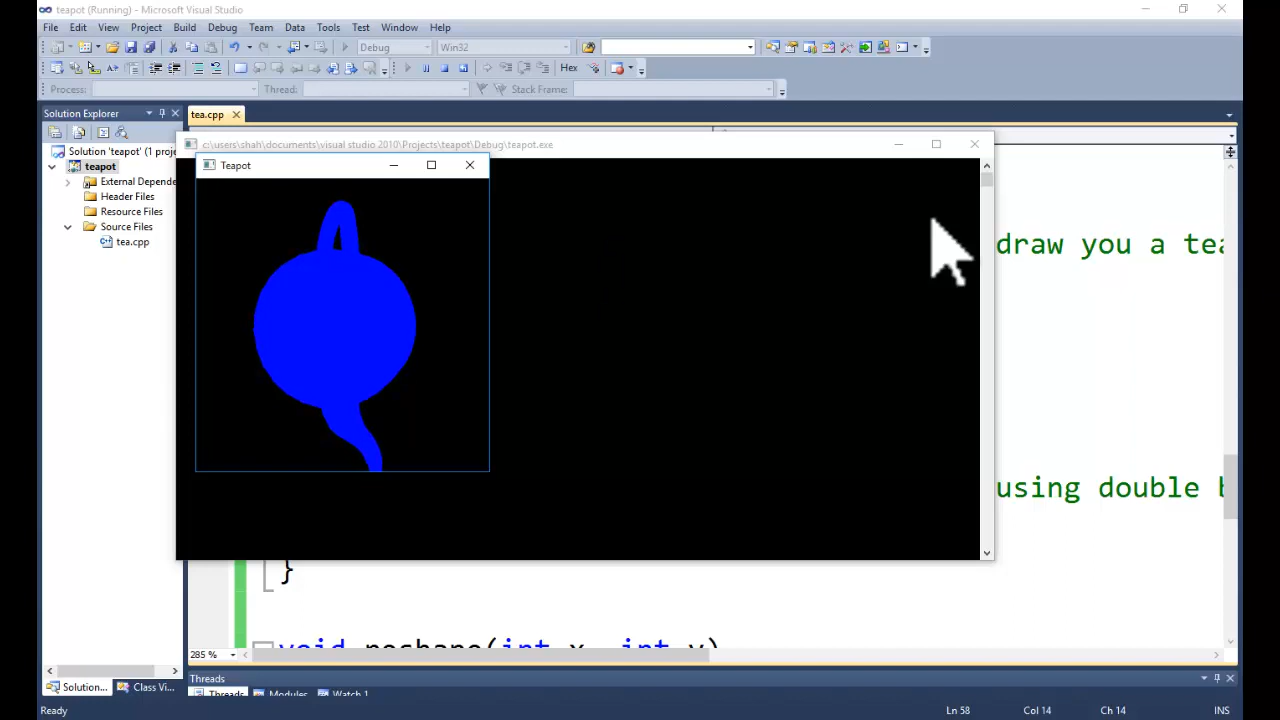 teapot (Running) - Microsoft Visual Studio
File Edit View Project Build Debug Team Data Tools Test Window Help
Debug Win32
Hex
Process: Thread: Stack Frame:
Solution Explorer
tea.cpp
Solution 'teapot' (1 proje
teapot
External Depende
Header Files
Resource Files
Source Files
tea.cpp
c:\users\shah\documents\visual studio 2010\Projects\teapot\Debug\teapot.exe
Teapot
draw you a tea
using double b
}
void reshape(int x, int y)
285 %
Solution... Class Vi...
Threads
Threads Modules Watch 1
Ready Ln 58 Col 14 Ch 14 INS